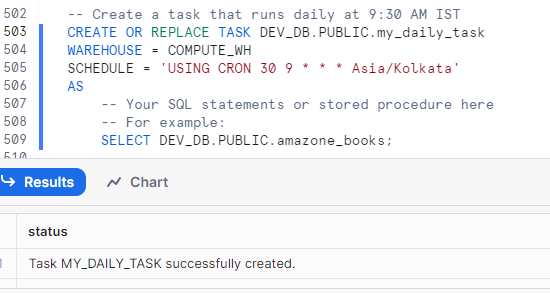 502 -- Create a task that runs daily at 9:30 AM IST
503 CREATE OR REPLACE TASK DEV_DB.PUBLIC.my_daily_task
504 WAREHOUSE = COMPUTE_WH
505 SCHEDULE = 'USING CRON 30 9 * * * Asia/Kolkata'
506 AS
507 -- Your SQL statements or stored procedure here
508 -- For example:
509 SELECT DEV_DB.PUBLIC.amazone_books;
510
Results Chart
status
Task MY_DAILY_TASK successfully created.